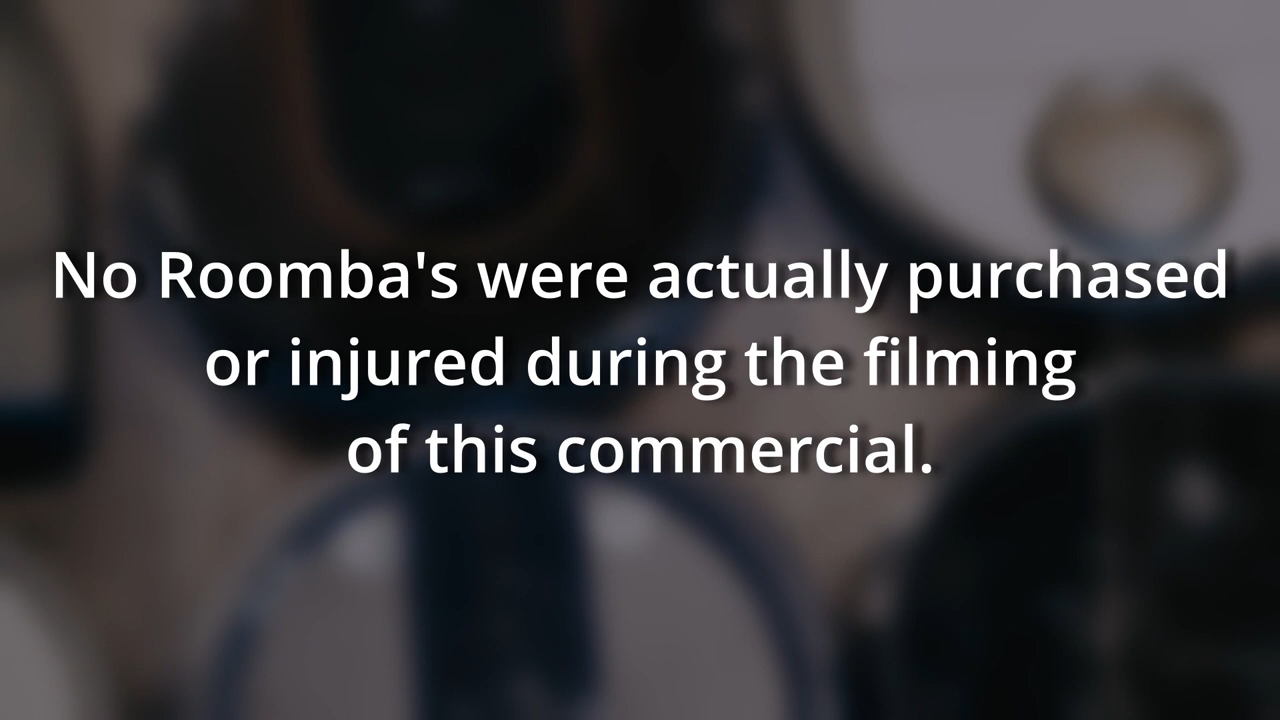 No Roomba's were actually purchased
or injured during the filming
of this commercial.